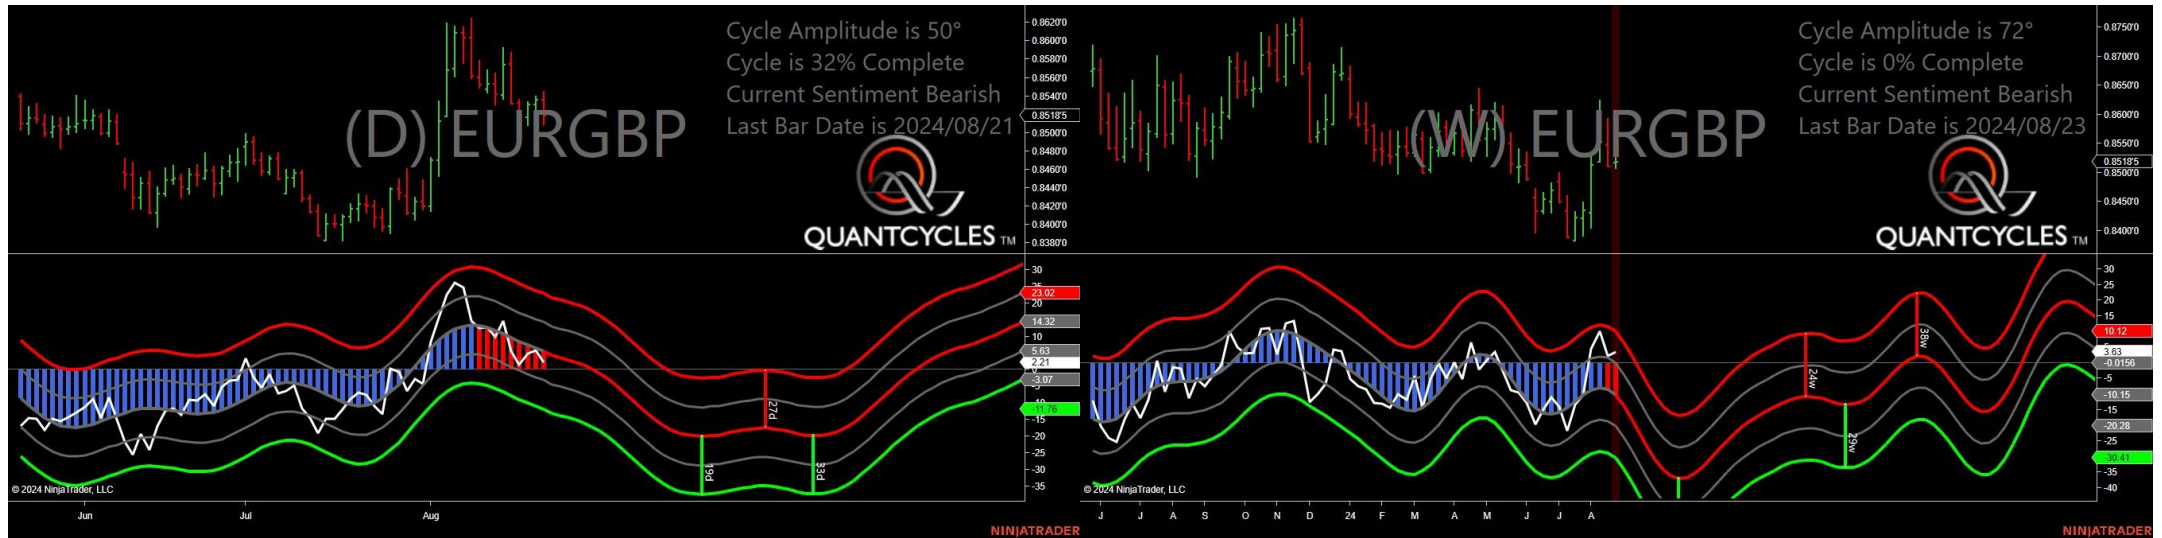 Cycle Amplitude is 50°
Cycle is 32% Complete
Current Sentiment Bearish
Last Bar Date is 2024/08/21
(D) EURGBP
QUANTCYCLES TM
0.8620'0
0.8600'0
0.8580'0
0.8560'0
0.8540'0
0.8518'5
0.8500'0
0.8480'0
0.8460'0
0.8440'0
0.8420'0
0.8400'0
0.8380'0
30
23.02
20
14.32
10
5.63
2.21
-3.07
-11.76
-15
-20
-25
-30
-35
19d
27d
33d
© 2024 NinjaTrader, LLC
Jun Jul Aug
NINJATRADER
Cycle Amplitude is 72°
Cycle is 0% Complete
Current Sentiment Bearish
Last Bar Date is 2024/08/23
(W) EURGBP
QUANTCYCLES TM
0.8750'0
0.8700'0
0.8650'0
0.8600'0
0.8550'0
0.8518'5
0.8500'0
0.8450'0
0.8400'0
30
25
20
15
10.12
3.63
-0.0156
-5
-10.15
-15
-20.28
-25
-30.41
-35
-40
24w
29w
38w
© 2024 NinjaTrader, LLC
J J A S O N D 24 F M A M J J A
NINJATRADER